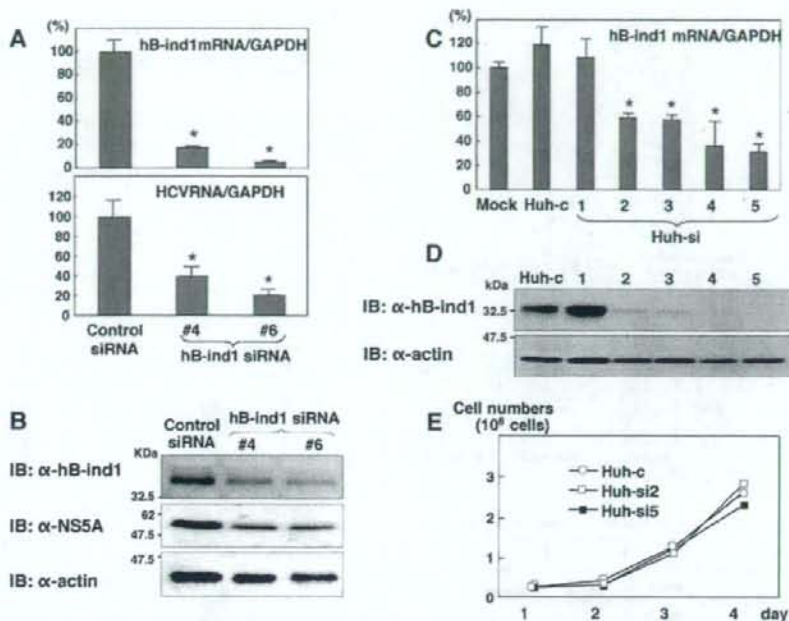 A
(%)
hB-ind1mRNA/GAPDH
100
80
60
40
20
0
HCVRNA/GAPDH
120
100
80
60
40
20
0
Control siRNA
#4 #6
hB-ind1 siRNA
*
*
*
*
B
Control siRNA
hB-ind1 siRNA
#4 #6
KDa
IB: α-hB-ind1
32.5
IB: α-NS5A
62
47.5
47.5
IB: α-actin
C
(%)
hB-ind1 mRNA/GAPDH
120
100
80
60
40
20
0
* * * *
Mock Huh-c 1 2 3 4 5
Huh-si
D
Huh-c 1 2 3 4 5
kDa
IB: α-hB-ind1
32.5
47.5
IB: α-actin
E
Cell numbers
(10⁶ cells)
3
2
1
0
Huh-c
Huh-si2
Huh-si5
1 2 3 4 day